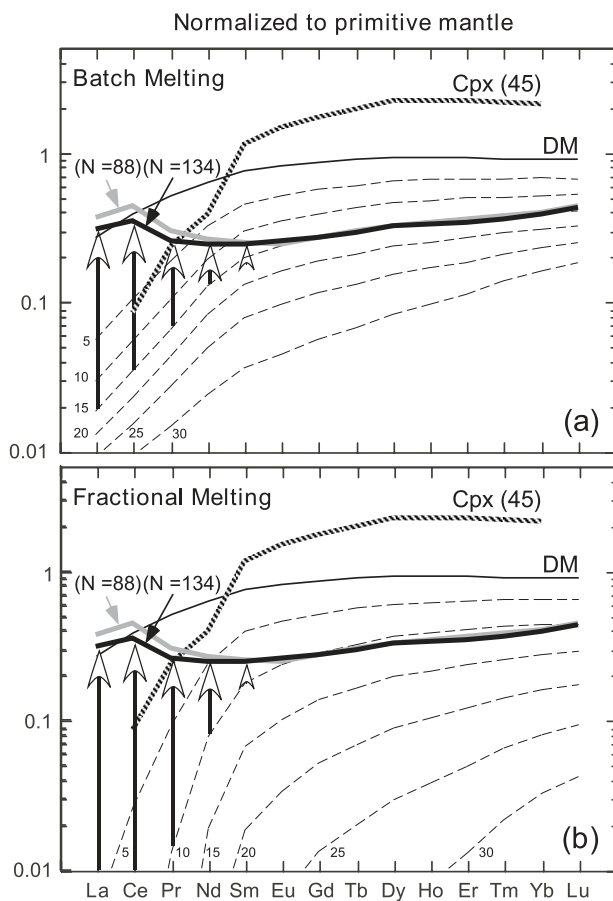 Normalized to primitive mantle
Batch Melting
Cpx (45)
DM
(N =88)(N =134)
1
0.1
0.01
5
10
15
20
25
30
(a)
Fractional Melting
Cpx (45)
DM
(N =88)(N =134)
1
0.1
0.01
5
10
15
20
25
30
(b)
La Ce Pr Nd Sm Eu Gd Tb Dy Ho Er Tm Yb Lu